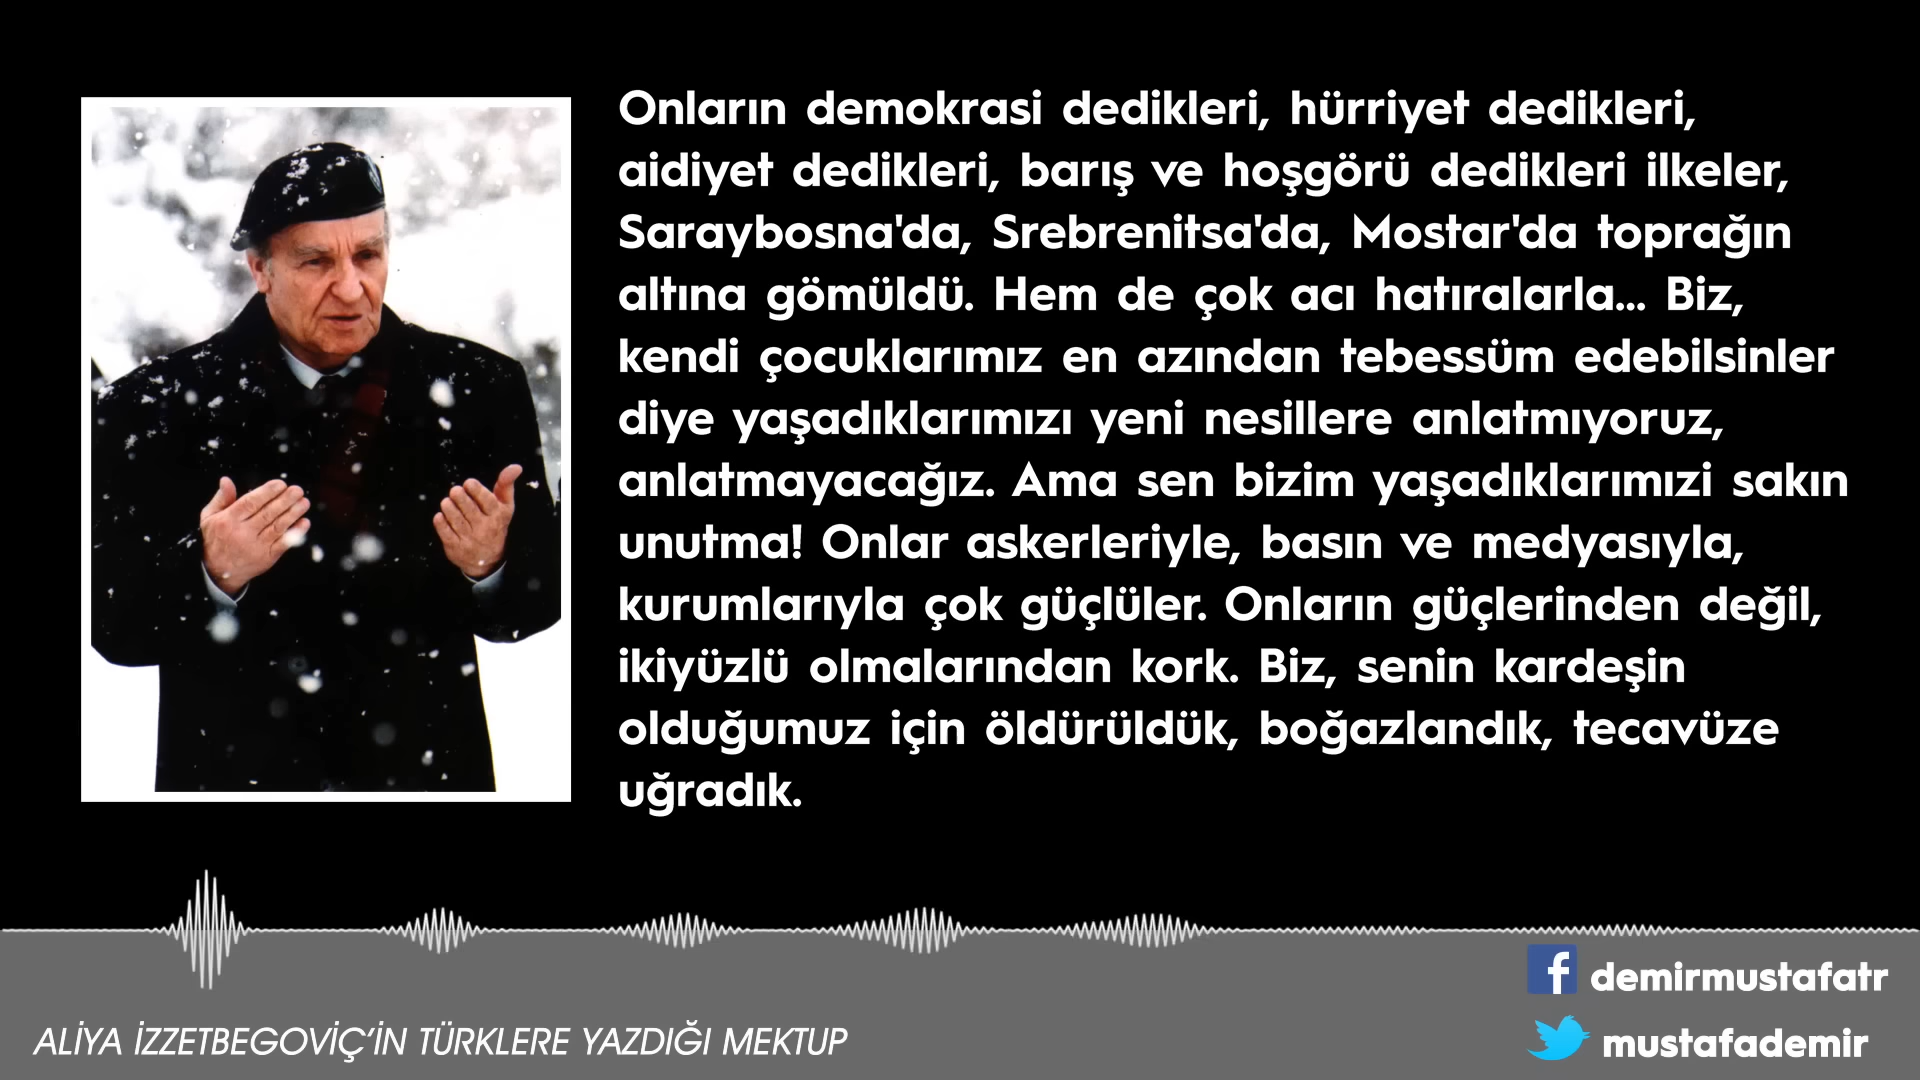 Onların demokrasi dedikleri, hürriyet dedikleri,
aidiyet dedikleri, barış ve hoşgörü dedikleri ilkeler,
Saraybosna'da, Srebrenitsa'da, Mostar'da toprağın
altına gömüldü. Hem de çok acı hatıralarla... Biz,
kendi çocuklarımız en azından tebessüm edebilsinler
diye yaşadıklarımızı yeni nesillere anlatmıyoruz,
anlatmayacağız. Ama sen bizim yaşadıklarımızi sakın
unutma! Onlar askerleriyle, basın ve medyasıyla,
kurumlarıyla çok güçlüler. Onların güçlerinden değil,
ikiyüzlü olmalarından kork. Biz, senin kardeşin
olduğumuz için öldürüldük, boğazlandık, tecavüze
uğradık.
f demirmustafatr
ALİYA İZZETBEGOVİÇ’İN TÜRKLERE YAZDIĞI MEKTUP
mustafademir